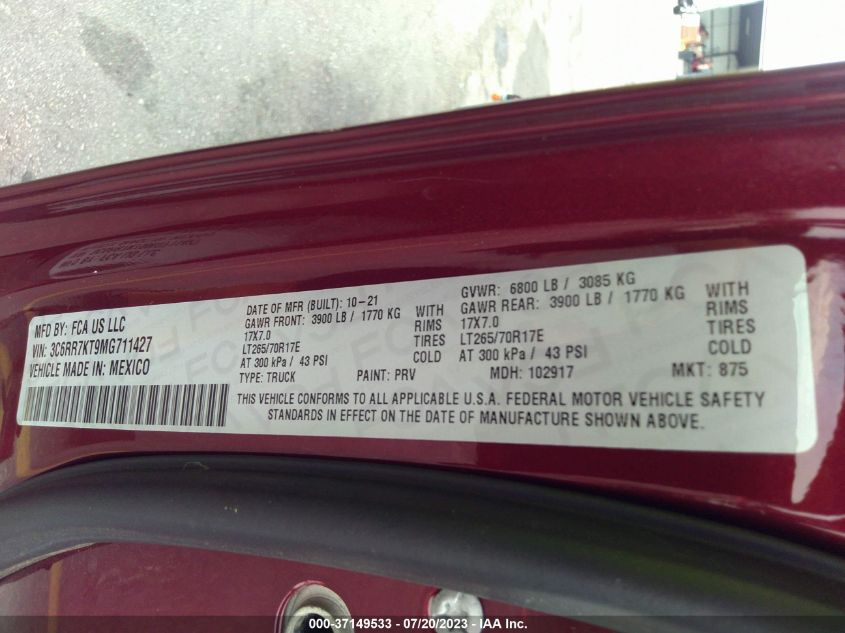 MFD BY: FCA US LLC
VIN: 3C6RR7KT9MG711427
VEHICLE MADE IN: MEXICO
DATE OF MFR (BUILT): 10-21
GAWR FRONT: 3900 LB / 1770 KG WITH
17X7.0 RIMS
LT265/70R17E TIRES
AT 300 kPa / 43 PSI COLD
TYPE: TRUCK PAINT: PRV
GVWR: 6800 LB / 3085 KG
GAWR REAR: 3900 LB / 1770 KG WITH
17X7.0 RIMS
LT265/70R17E TIRES
AT 300 kPa / 43 PSI COLD
MDH: 102917 MKT: 875
THIS VEHICLE CONFORMS TO ALL APPLICABLE U.S.A. FEDERAL MOTOR VEHICLE SAFETY
STANDARDS IN EFFECT ON THE DATE OF MANUFACTURE SHOWN ABOVE.
000-37149533 - 07/20/2023 - IAA Inc.